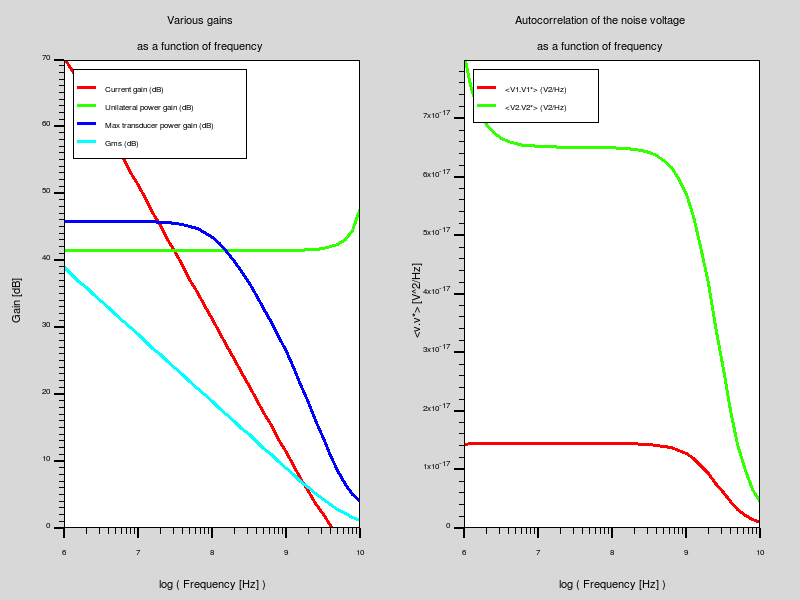 Various gains
as a function of frequency
70
60
50
40
30
20
10
0
Gain [dB]
Current gain (dB)
Unilateral power gain (dB)
Max transducer power gain (dB)
Gms (dB)
6 7 8 9 10
log ( Frequency [Hz] )
Autocorrelation of the noise voltage
as a function of frequency
7x10-17
6x10-17
5x10-17
4x10-17
3x10-17
2x10-17
1x10-17
0
<v.v*> [V^2/Hz]
<V1.V1*> (V2/Hz)
<V2.V2*> (V2/Hz)
6 7 8 9 10
log ( Frequency [Hz] )